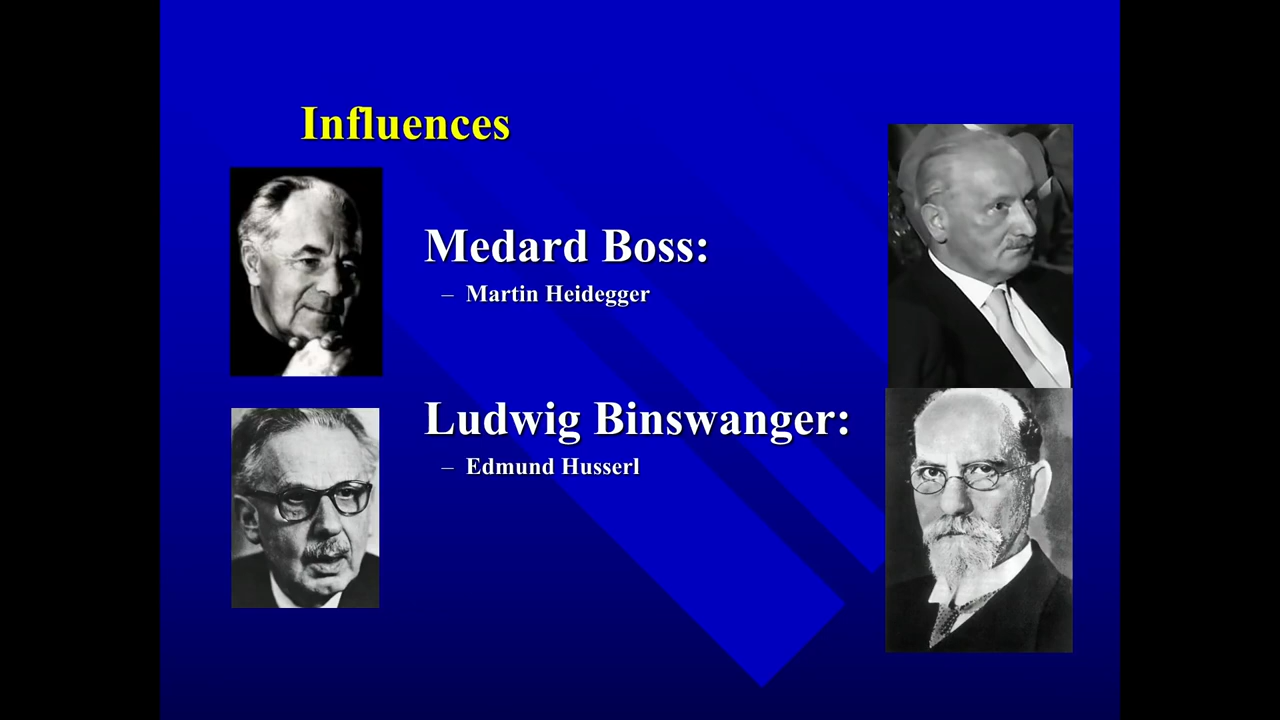 Influences
Medard Boss:
– Martin Heidegger
Ludwig Binswanger:
– Edmund Husserl